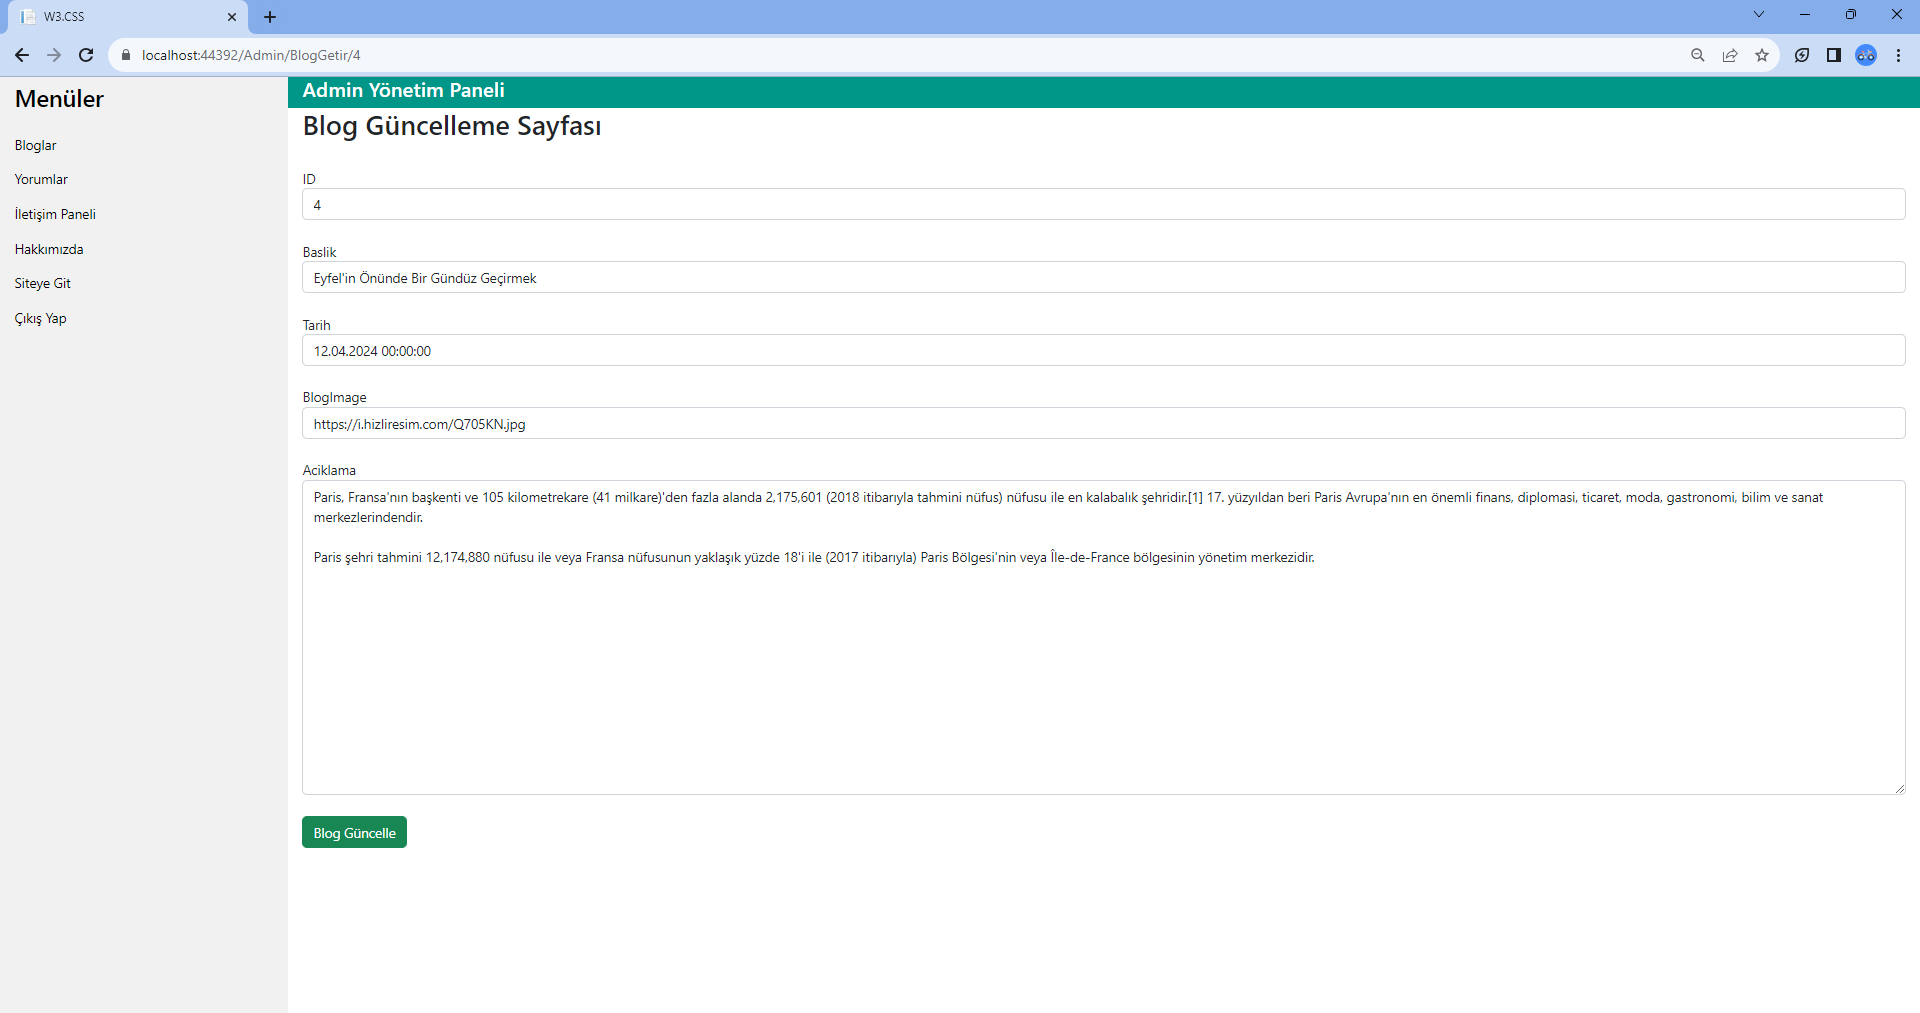 W3.CSS
localhost:44392/Admin/BlogGetir/4
Menüler
Bloglar
Yorumlar
İletişim Paneli
Hakkımızda
Siteye Git
Çıkış Yap
Admin Yönetim Paneli
Blog Güncelleme Sayfası
ID
4
Baslik
Eyfel'in Önünde Bir Gündüz Geçirmek
Tarih
12.04.2024 00:00:00
BlogImage
https://i.hizliresim.com/Q705KN.jpg
Aciklama
Paris, Fransa'nın başkenti ve 105 kilometrekare (41 milkare)'den fazla alanda 2,175,601 (2018 itibarıyla tahmini nüfus) nüfusu ile en kalabalık şehridir.[1] 17. yüzyıldan beri Paris Avrupa'nın en önemli finans, diplomasi, ticaret, moda, gastronomi, bilim ve sanat
merkezlerindendir.
Paris şehri tahmini 12,174,880 nüfusu ile veya Fransa nüfusunun yaklaşık yüzde 18'i ile (2017 itibarıyla) Paris Bölgesi'nin veya Île-de-France bölgesinin yönetim merkezidir.
Blog Güncelle